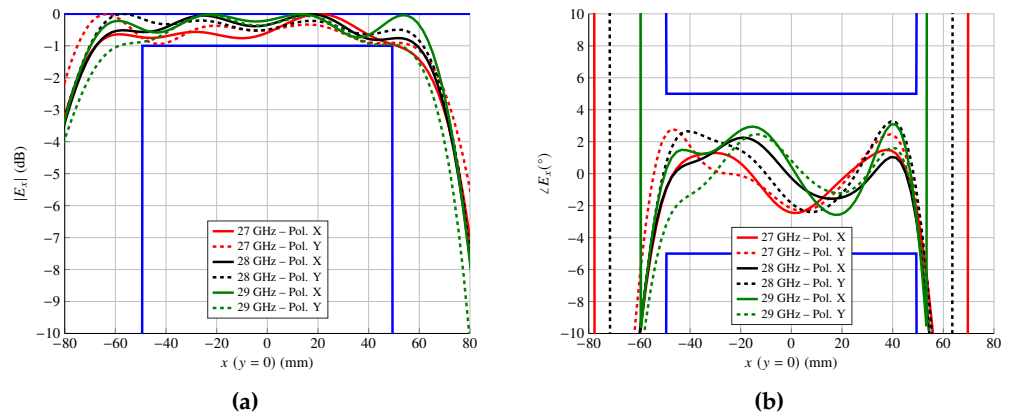 0
−1
−2
−3
−4
−5
−6
−7
−8
−9
−10
|Eₓ| (dB)
27 GHz – Pol. X
27 GHz – Pol. Y
28 GHz – Pol. X
28 GHz – Pol. Y
29 GHz – Pol. X
29 GHz – Pol. Y
−80 −60 −40 −20 0 20 40 60 80
x (y = 0) (mm)
(a)
10
8
6
4
2
0
−2
−4
−6
−8
−10
∠Eₓ(°)
27 GHz – Pol. X
27 GHz – Pol. Y
28 GHz – Pol. X
28 GHz – Pol. Y
29 GHz – Pol. X
29 GHz – Pol. Y
−80 −60 −40 −20 0 20 40 60 80
x (y = 0) (mm)
(b)